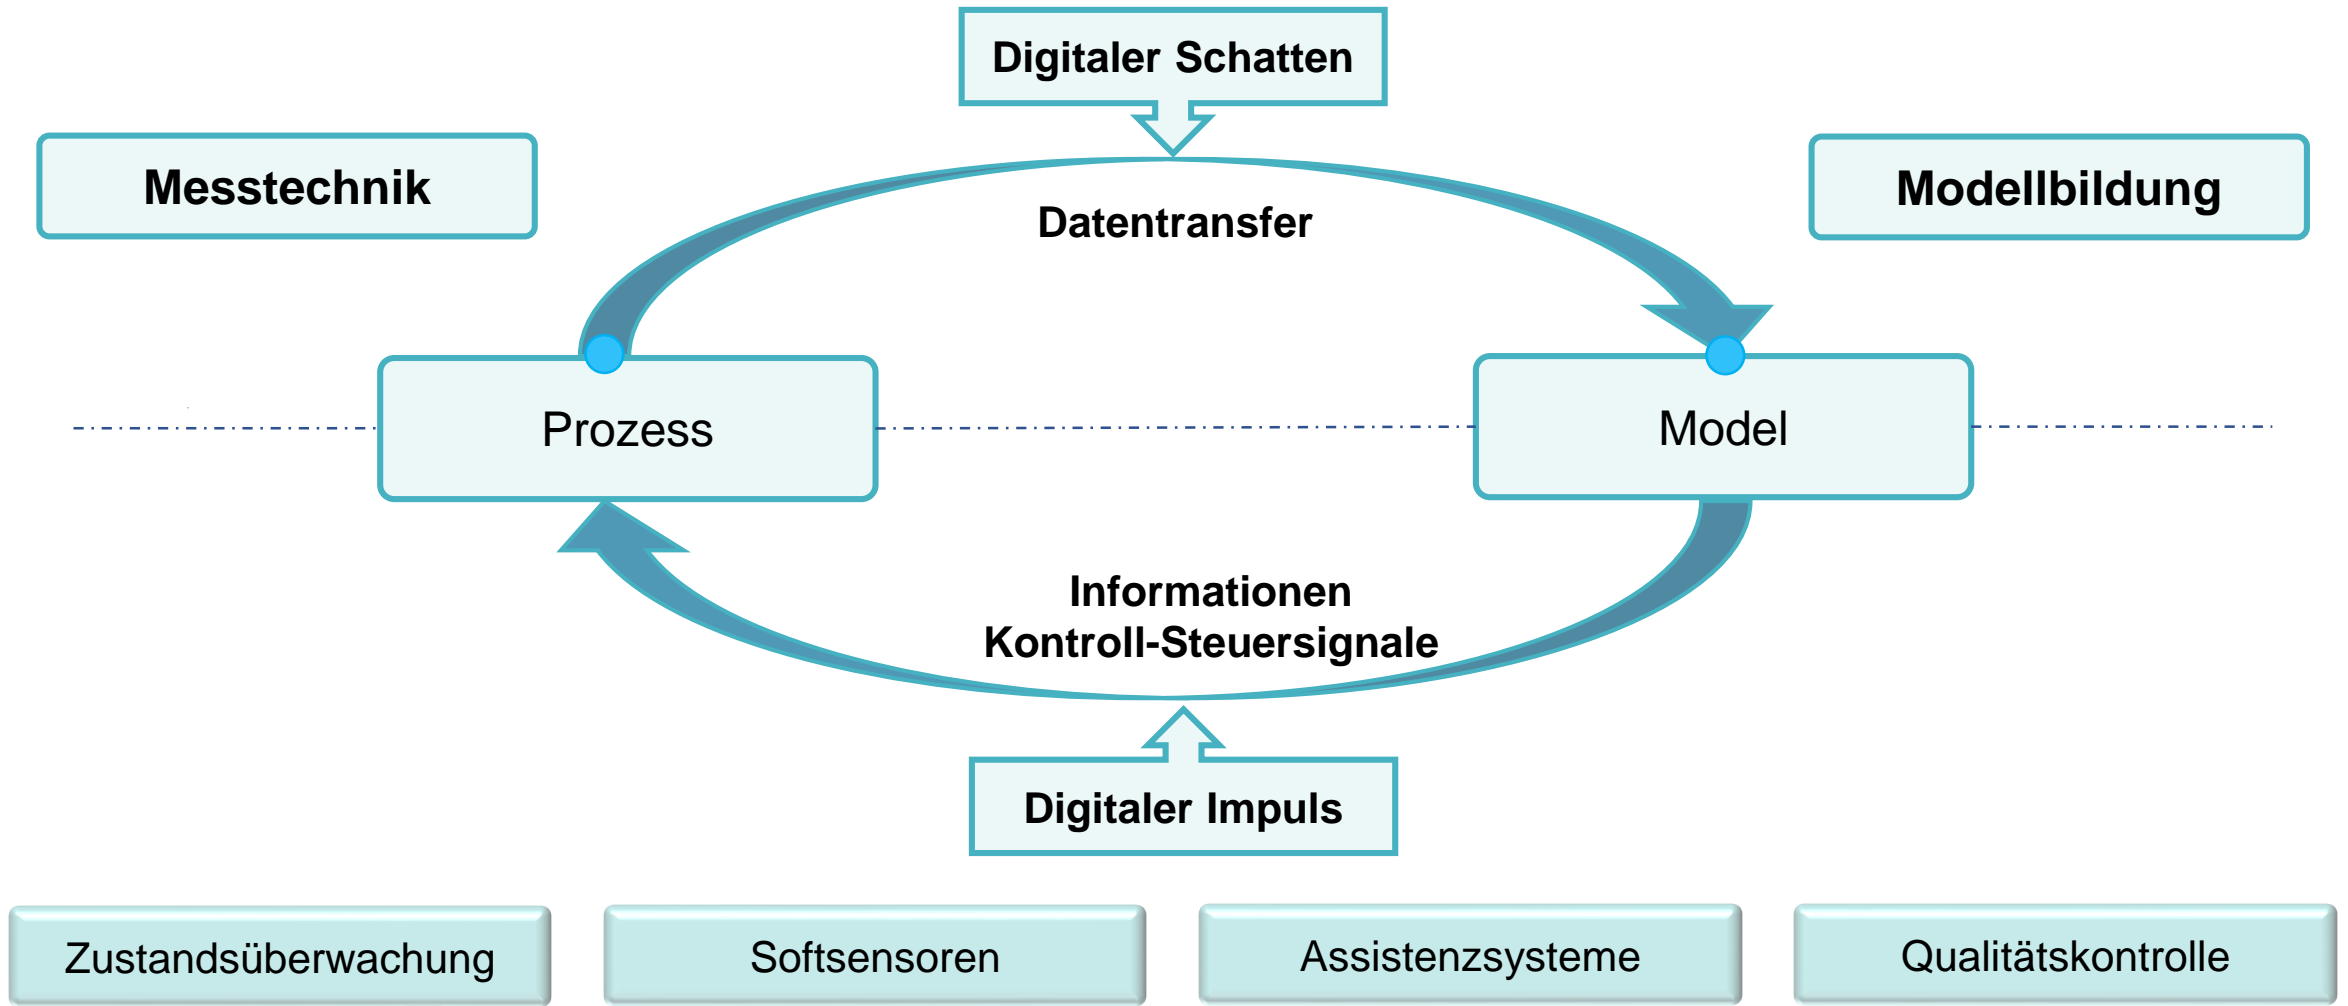 Digitaler Schatten
Messtechnik
Modellbildung
Datentransfer
Prozess
Model
Informationen
Kontroll-Steuersignale
Digitaler Impuls
Zustandsüberwachung
Softsensoren
Assistenzsysteme
Qualitätskontrolle